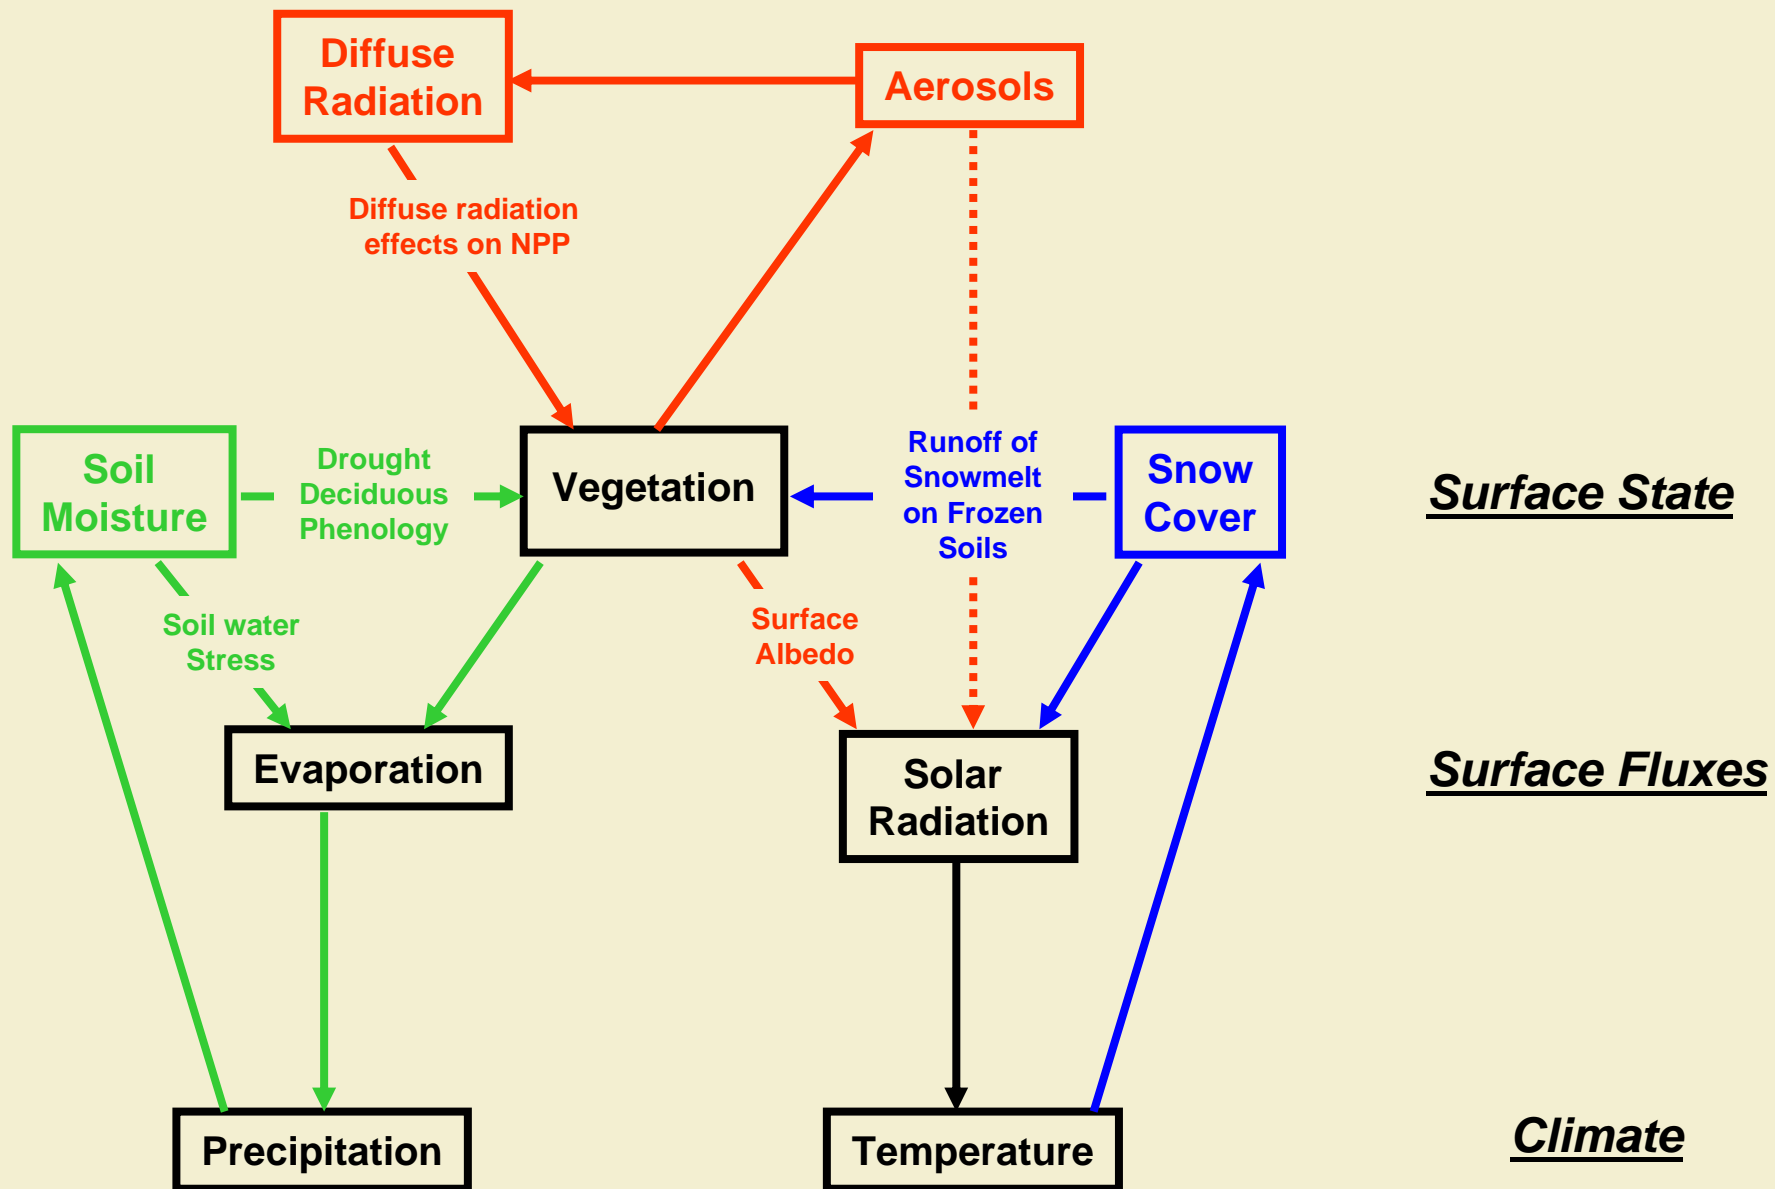 Diffuse
Radiation
Aerosols
Diffuse radiation
effects on NPP
Soil
Moisture
Drought
Deciduous
Phenology
Vegetation
Runoff of
Snowmelt
on Frozen
Soils
Snow
Cover
Surface State
Soil water
Stress
Surface
Albedo
Evaporation
Solar
Radiation
Surface Fluxes
Precipitation
Temperature
Climate